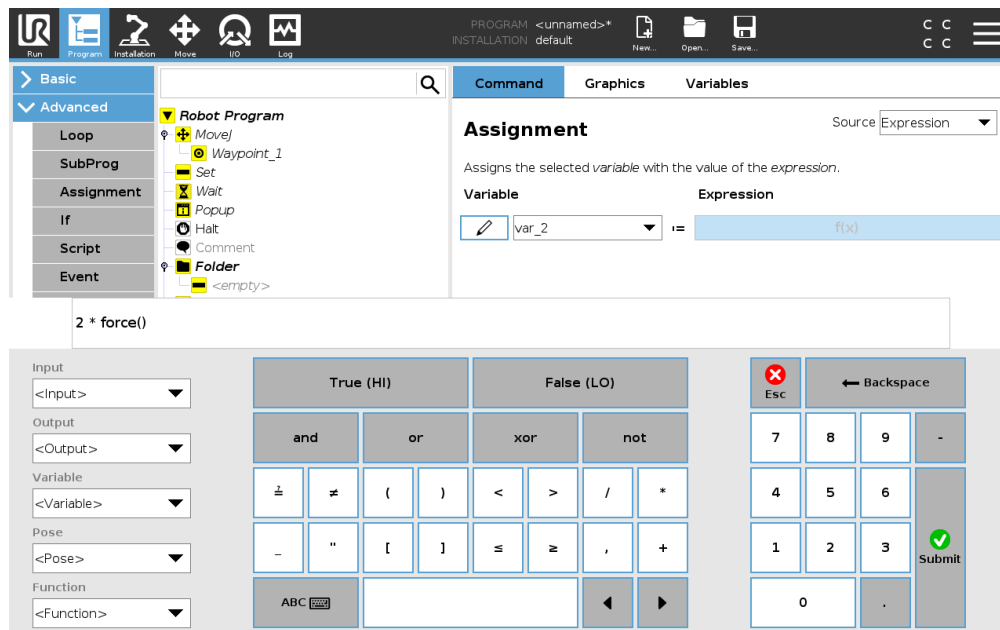 UR
PROGRAM <unnamed>*
INSTALLATION default
C C
C C
Run Program Installation Move I/O Log New... Open... Save...
Basic
Advanced
Loop
SubProg
Assignment
If
Script
Event
Robot Program
MoveJ
Waypoint_1
Set
Wait
Popup
Halt
Comment
Folder
<empty>
Command Graphics Variables
Assignment
Source Expression
Assigns the selected variable with the value of the expression.
Variable Expression
var_2 := f(x)
2 * force()
Input
<Input>
Output
<Output>
Variable
<Variable>
Pose
<Pose>
Function
<Function>
True (HI) False (LO)
and or xor not
≟ ≠ ( ) < > / *
_ " [ ] ≤ ≥ , +
ABC
Esc Backspace
7 8 9 -
4 5 6
1 2 3 Submit
0 .